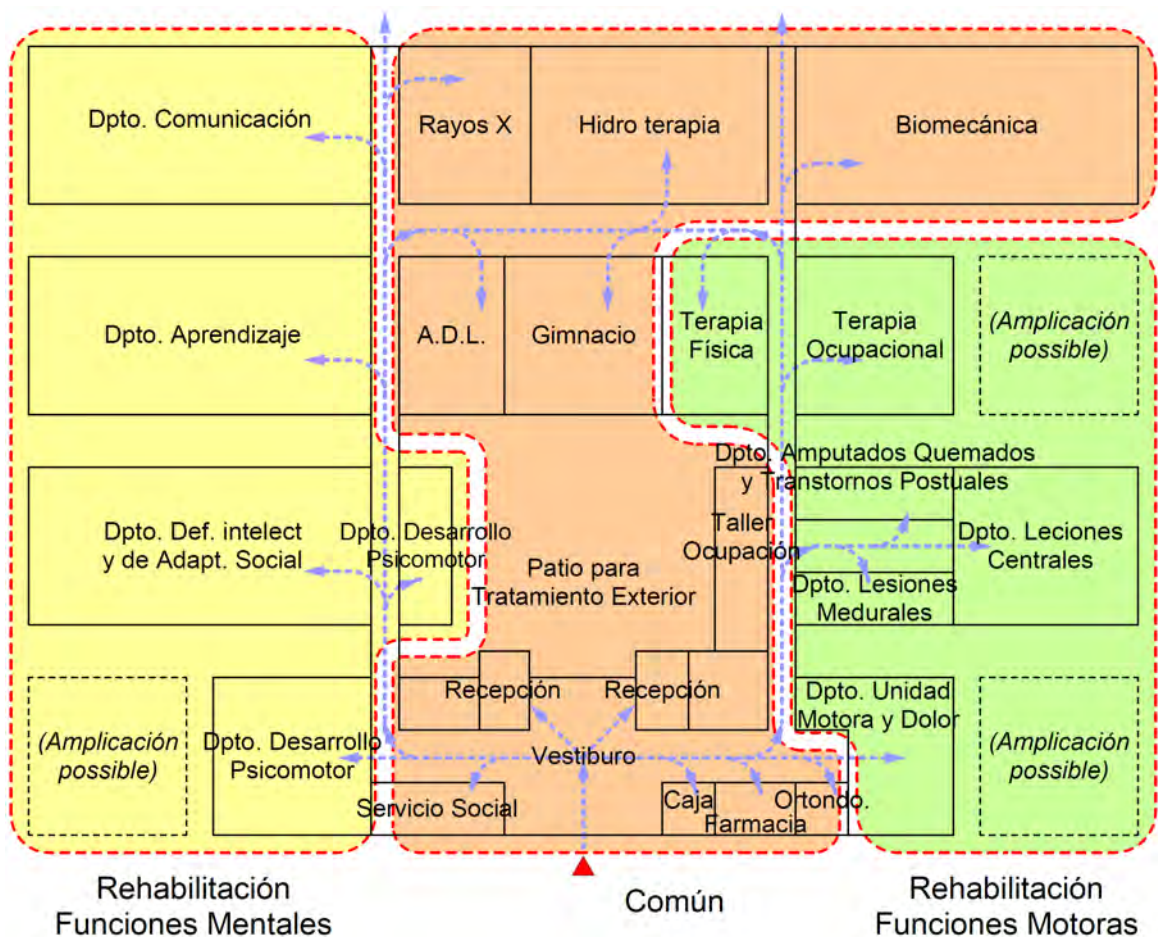 Dpto. Comunicación
Rayos X
Hidro terapia
Biomecánica
Dpto. Aprendizaje
A.D.L.
Gimnacio
Terapia
Física
Terapia
Ocupacional
(Amplicación
possible)
Dpto. Def. intelect
y de Adapt. Social
Dpto. Desarrollo
Psicomotor
Patio para
Tratamiento Exterior
Taller
Ocupación
Dpto. Amputados Quemados
y Transtornos Postuales
Dpto. Lesiones
Medurales
Dpto. Leciones
Centrales
(Amplicación
possible)
Dpto. Desarrollo
Psicomotor
Recepción
Recepción
Vestiburo
Servicio Social
Caja
Farmacia
Ortondo.
Dpto. Unidad
Motora y Dolor
(Amplicación
possible)
Rehabilitación
Funciones Mentales
Común
Rehabilitación
Funciones Motoras